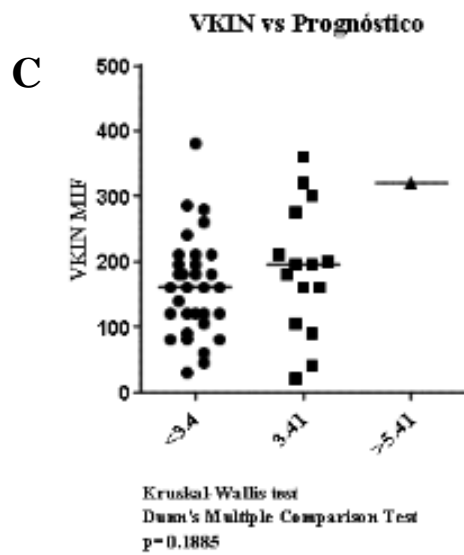 VKIN vs Prognóstico
C
500
400
300
200
100
0
VKIN MIF
<3.4
3.41
>5.41
Kruskal-Wallis test
Dunn's Multiple Comparison Test
p=0.1885